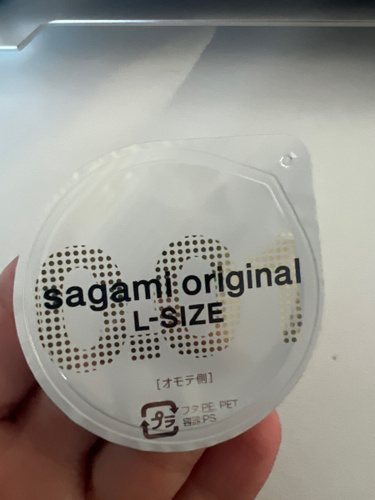 0.01
sagami original
L-SIZE
[オモテ側]
プラ
フタ:PE, PET
容器:PS